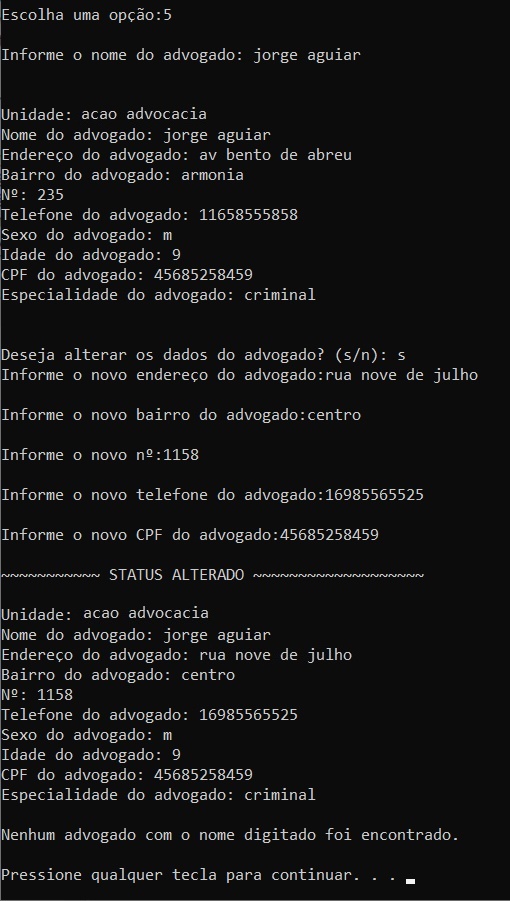 Escolha uma opção:5
Informe o nome do advogado: jorge aguiar
Unidade: acao advocacia
Nome do advogado: jorge aguiar
Endereço do advogado: av bento de abreu
Bairro do advogado: armonia
Nº: 235
Telefone do advogado: 11658555858
Sexo do advogado: m
Idade do advogado: 9
CPF do advogado: 45685258459
Especialidade do advogado: criminal
Deseja alterar os dados do advogado? (s/n): s
Informe o novo endereço do advogado:rua nove de julho
Informe o novo bairro do advogado:centro
Informe o novo nº:1158
Informe o novo telefone do advogado:16985565525
Informe o novo CPF do advogado:45685258459
~~~~~~~~~~~ STATUS ALTERADO ~~~~~~~~~~~~~~~~~~~
Unidade: acao advocacia
Nome do advogado: jorge aguiar
Endereço do advogado: rua nove de julho
Bairro do advogado: centro
Nº: 1158
Telefone do advogado: 16985565525
Sexo do advogado: m
Idade do advogado: 9
CPF do advogado: 45685258459
Especialidade do advogado: criminal
Nenhum advogado com o nome digitado foi encontrado.
Pressione qualquer tecla para continuar. . .